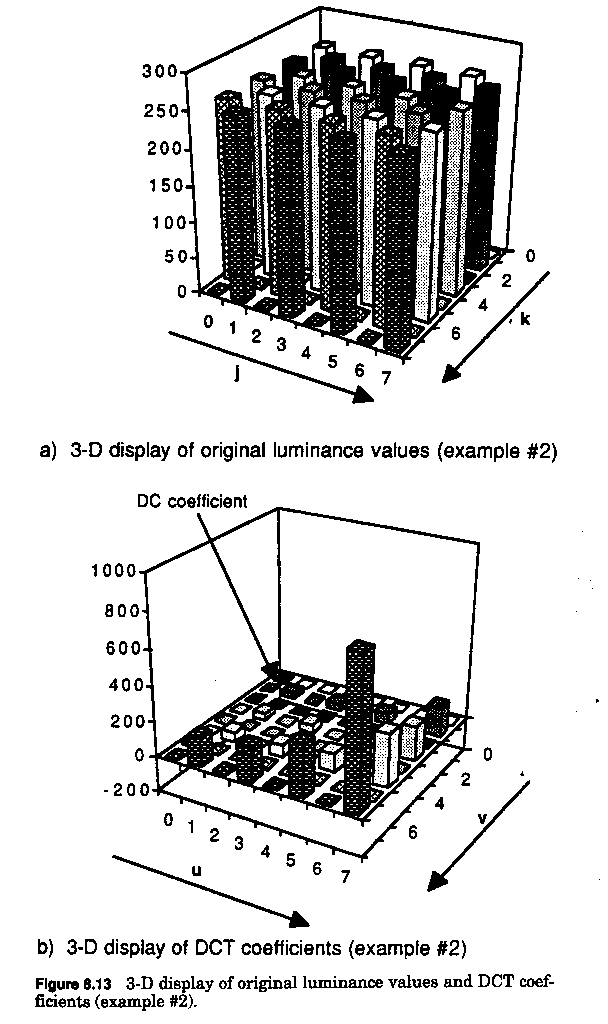 300
250
200
150
100
50
0
0 1 2 3 4 5 6 7
0
2
4
6
j
k
a) 3-D display of original luminance values (example #2)
DC coefficient
1000
800
600
400
200
0
-200
0 1 2 3 4 5 6 7
0
2
4
6
u
v
b) 3-D display of DCT coefficients (example #2)
Figure 6.13 3-D display of original luminance values and DCT coef-
ficients (example #2).